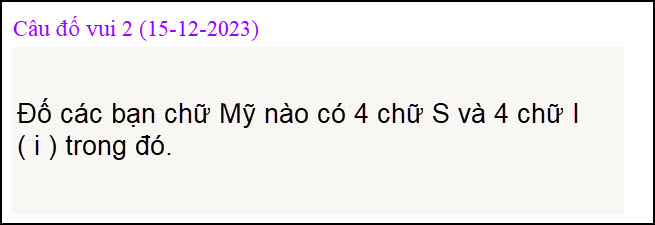 Câu đố vui 2 (15-12-2023)
Đố các bạn chữ Mỹ nào có 4 chữ S và 4 chữ I
( i ) trong đó.